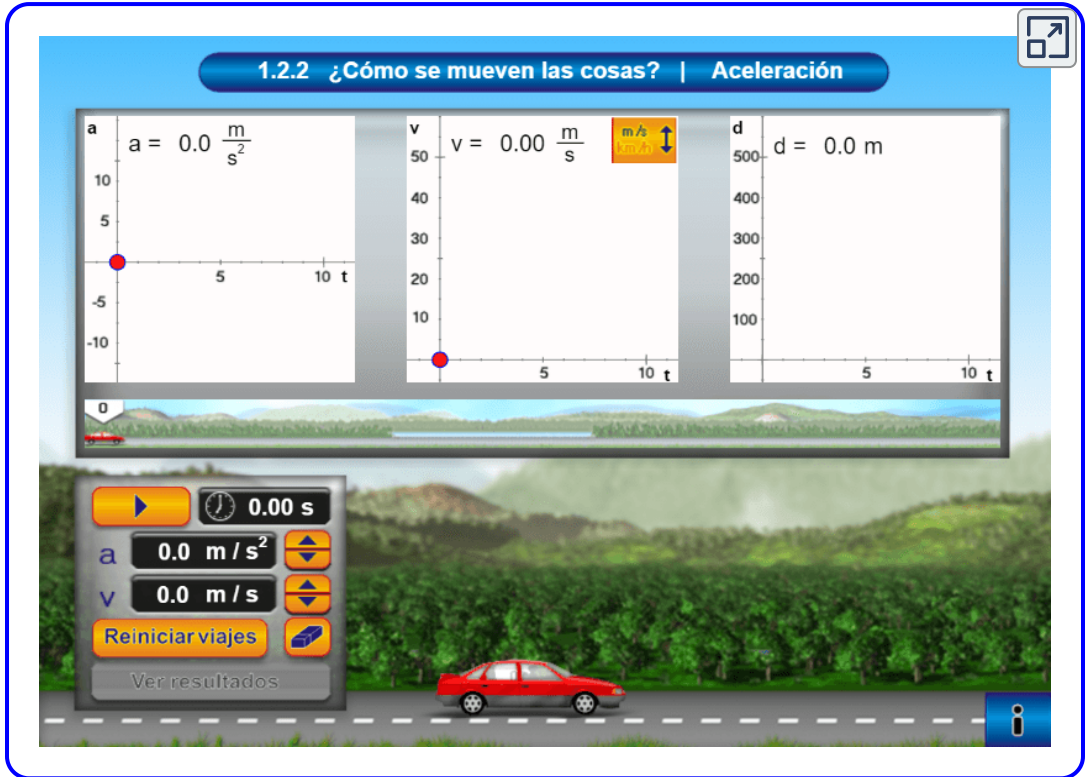 1.2.2 ¿Cómo se mueven las cosas? | Aceleración
a
a = 0.0 m/s²
10
5
-5
-10
5 10 t
v
v = 0.00 m/s
m/s
km/h
50
40
30
20
10
5 10 t
d
d = 0.0 m
500
400
300
200
100
5 10 t
0
0.00 s
a 0.0 m / s²
v 0.0 m / s
Reiniciar viajes
Ver resultados
i